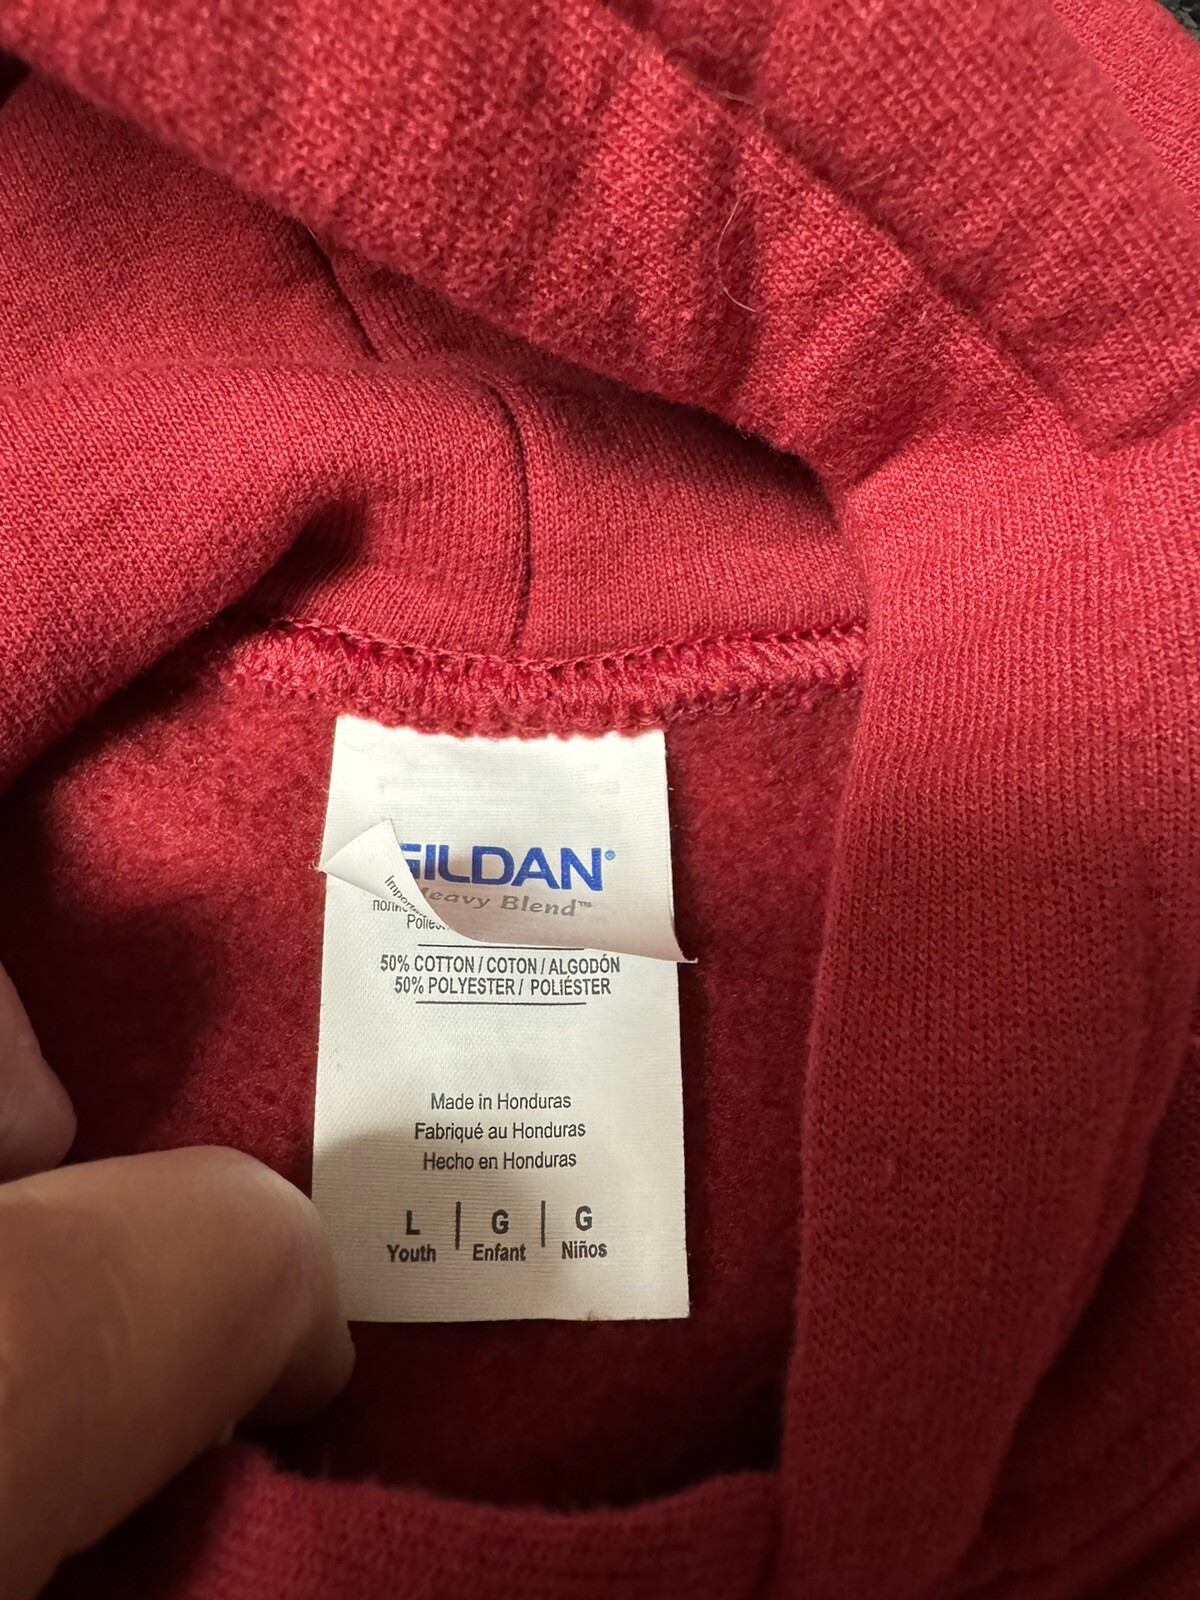 GILDAN®
Heavy Blend™
Polies
50% COTTON / COTON / ALGODÓN
50% POLYESTER / POLIÉSTER
Made in Honduras
Fabriqué au Honduras
Hecho en Honduras
L | G | G
Youth Enfant Niños